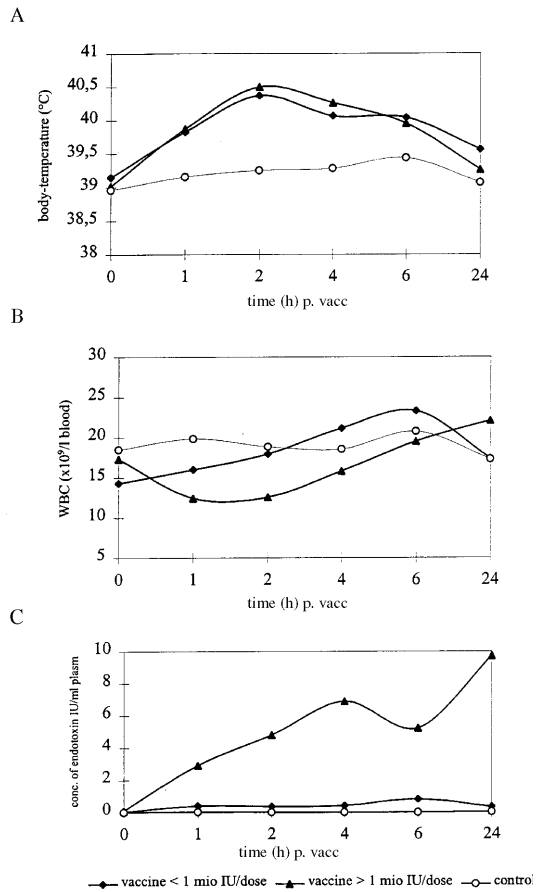 A
body-temperature (°C)
41
40,5
40
39,5
39
38,5
38
0 1 2 4 6 24
time (h) p. vacc
B
WBC (x10⁹/l blood)
30
25
20
15
10
5
0 1 2 4 6 24
time (h) p. vacc
C
conc. of endotoxin IU/ml plasm
10
8
6
4
2
0
0 1 2 4 6 24
time (h) p. vacc
vaccine < 1 mio IU/dose vaccine > 1 mio IU/dose control